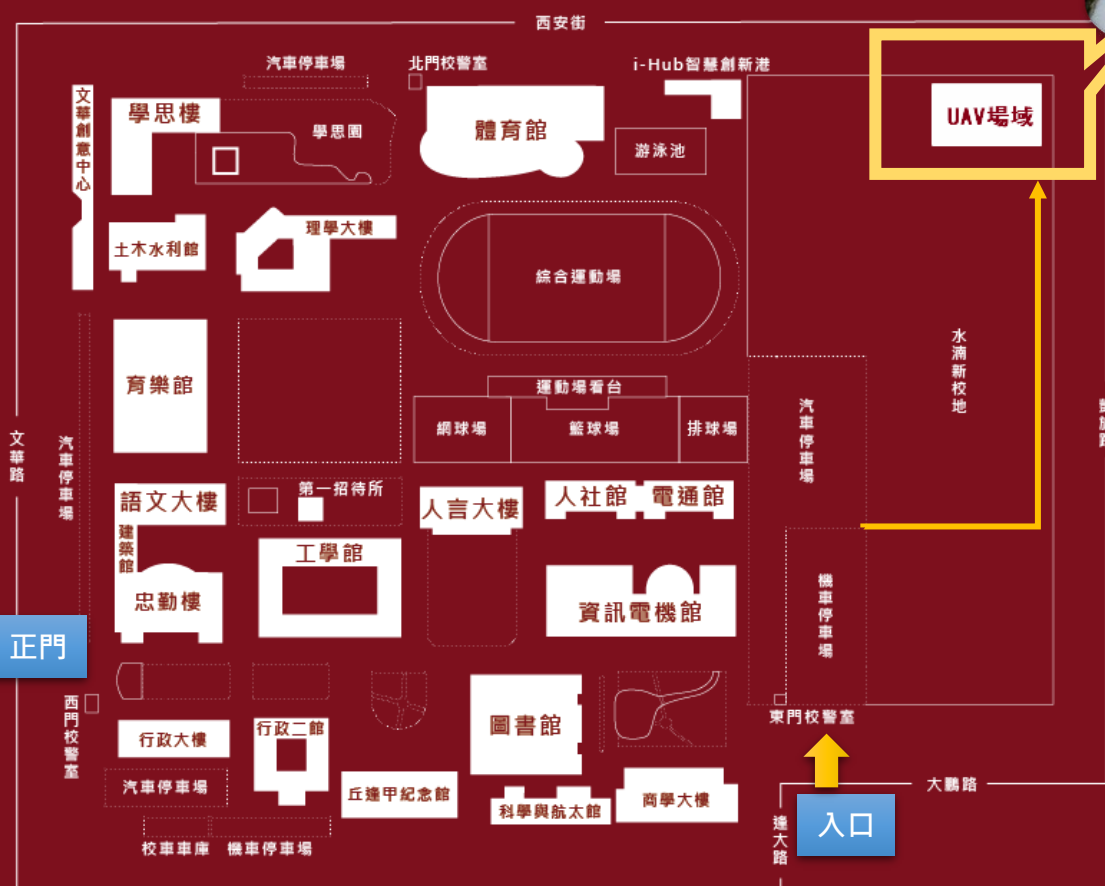 西安街
汽車停車場
北門校警室
i-Hub智慧創新港
文華創意中心
學思樓
學思園
體育館
游泳池
UAV場域
土木水利館
理學大樓
綜合運動場
水湳新校地
育樂館
運動場看台
網球場
籃球場
排球場
汽車停車場
文華路
汽車停車場
語文大樓
第一招待所
人言大樓
人社館
電通館
建築館
工學館
忠勤樓
資訊電機館
機車停車場
正門
西門校警室
圖書館
東門校警室
行政大樓
行政二館
汽車停車場
丘逢甲紀念館
科學與航太館
商學大樓
大鵬路
入口
逢大路
校車車庫
機車停車場